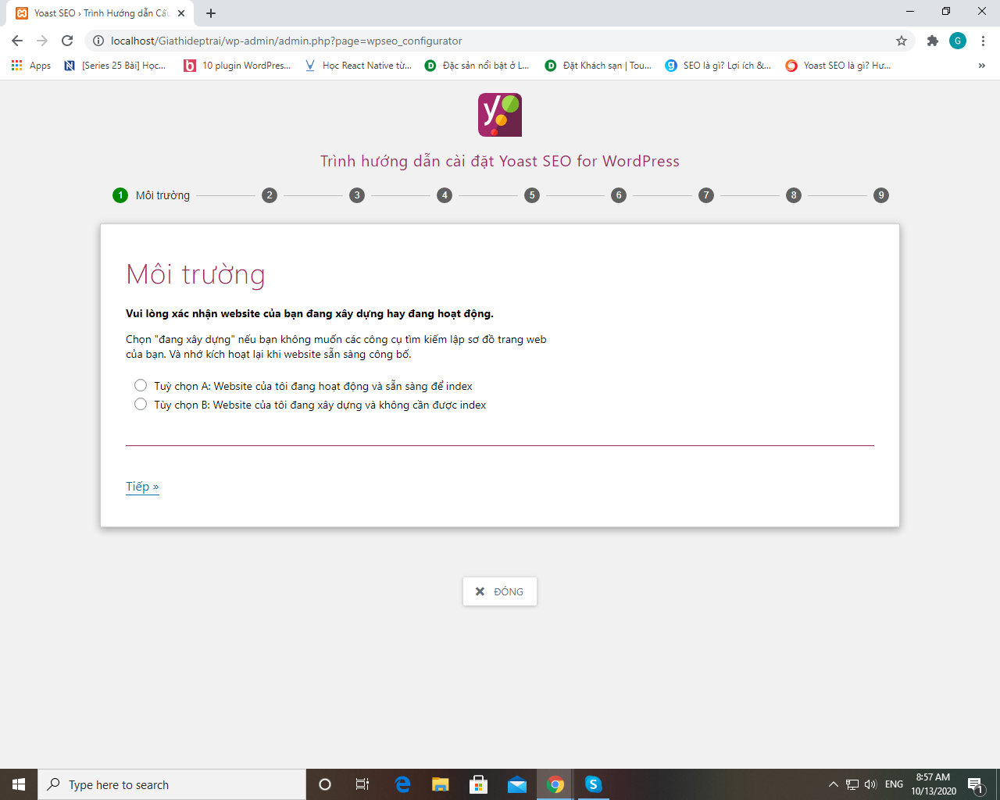 Yoast SEO › Trình Hướng dẫn Cấu
localhost/Giathideptrai/wp-admin/admin.php?page=wpseo_configurator
G
Apps
[Series 25 Bài] Học...
10 plugin WordPres...
Học React Native từ...
Đặc sản nổi bật ở L...
Đặt Khách sạn | Tou...
SEO là gì? Lợi ích &...
Yoast SEO là gì? Hư...
»
Trình hướng dẫn cài đặt Yoast SEO for WordPress
1 Môi trường 2 3 4 5 6 7 8 9
Môi trường
Vui lòng xác nhận website của bạn đang xây dựng hay đang hoạt động.
Chọn "đang xây dựng" nếu bạn không muốn các công cụ tìm kiếm lập sơ đồ trang web
của bạn. Và nhớ kích hoạt lại khi website sẵn sàng công bố.
Tuỳ chọn A: Website của tôi đang hoạt động và sẵn sàng để index
Tùy chọn B: Website của tôi đang xây dựng và không cần được index
Tiếp »
ĐÓNG
Type here to search
ENG
8:57 AM
10/13/2020
1